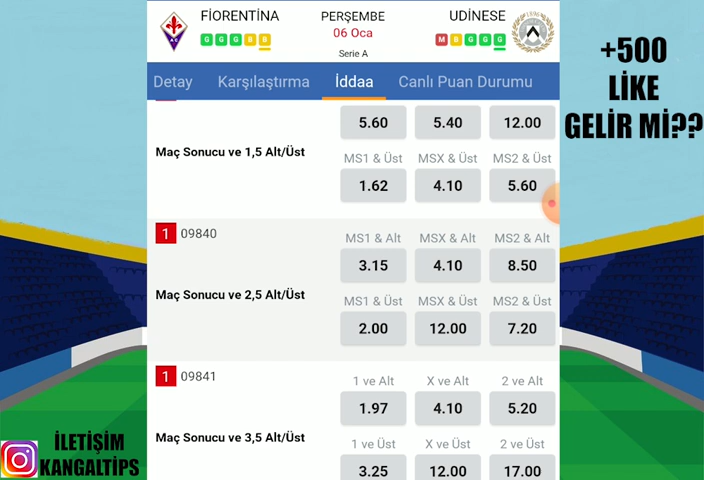 FİORENTİNA
G G G B B
PERŞEMBE
06 Oca
Serie A
UDİNESE
M B G G G
Detay Karşılaştırma İddaa Canlı Puan Durumu
5.60 5.40 12.00
Maç Sonucu ve 1,5 Alt/Üst
MS1 & Üst MSX & Üst MS2 & Üst
1.62 4.10 5.60
1 09840
MS1 & Alt MSX & Alt MS2 & Alt
3.15 4.10 8.50
Maç Sonucu ve 2,5 Alt/Üst
MS1 & Üst MSX & Üst MS2 & Üst
2.00 12.00 7.20
1 09841
1 ve Alt X ve Alt 2 ve Alt
1.97 4.10 5.20
Maç Sonucu ve 3,5 Alt/Üst
1 ve Üst X ve Üst 2 ve Üst
3.25 12.00 17.00
+500
LİKE
GELİR Mİ??
İLETİŞİM
KANGALTİPS